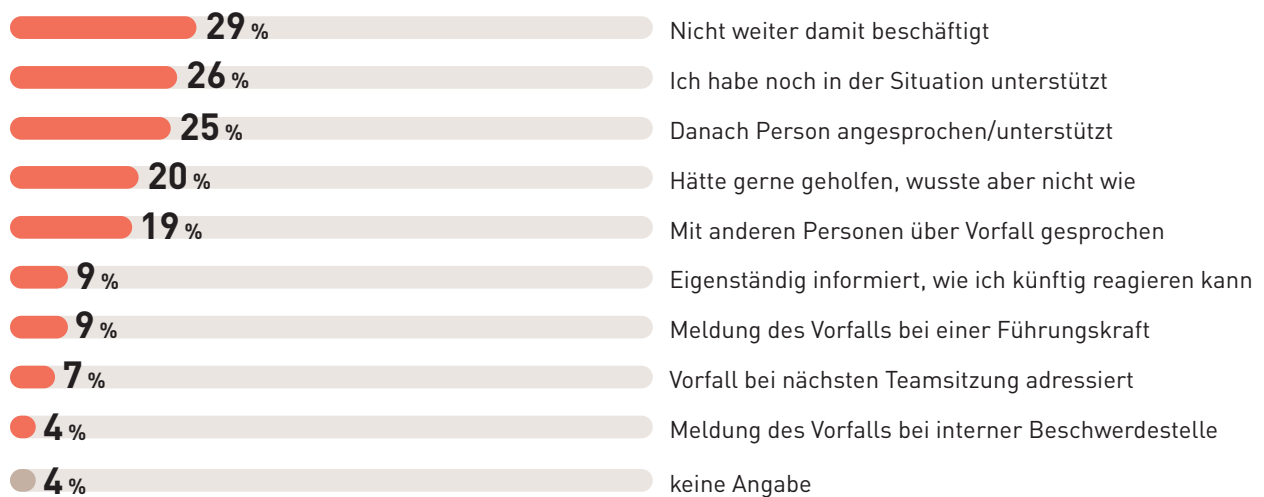 29 % Nicht weiter damit beschäftigt
26 % Ich habe noch in der Situation unterstützt
25 % Danach Person angesprochen/unterstützt
20 % Hätte gerne geholfen, wusste aber nicht wie
19 % Mit anderen Personen über Vorfall gesprochen
9 % Eigenständig informiert, wie ich künftig reagieren kann
9 % Meldung des Vorfalls bei einer Führungskraft
7 % Vorfall bei nächsten Teamsitzung adressiert
4 % Meldung des Vorfalls bei interner Beschwerdestelle
4 % keine Angabe